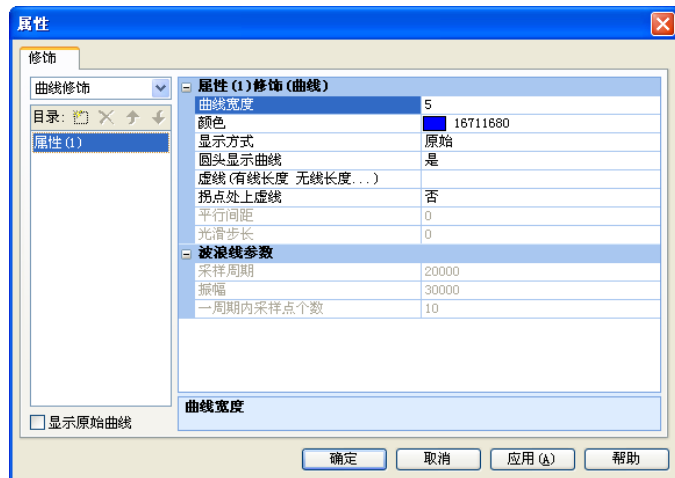 属性
修饰
曲线修饰
目录:
属性(1)
显示原始曲线
属性(1)修饰(曲线)
曲线宽度 5
颜色 16711680
显示方式 原始
圆头显示曲线 是
虚线(有线长度 无线长度...)
拐点处上虚线 否
平行间距 0
光滑步长 0
波浪线参数
采样周期 20000
振幅 30000
一周期内采样点个数 10
曲线宽度
确定 取消 应用(A) 帮助